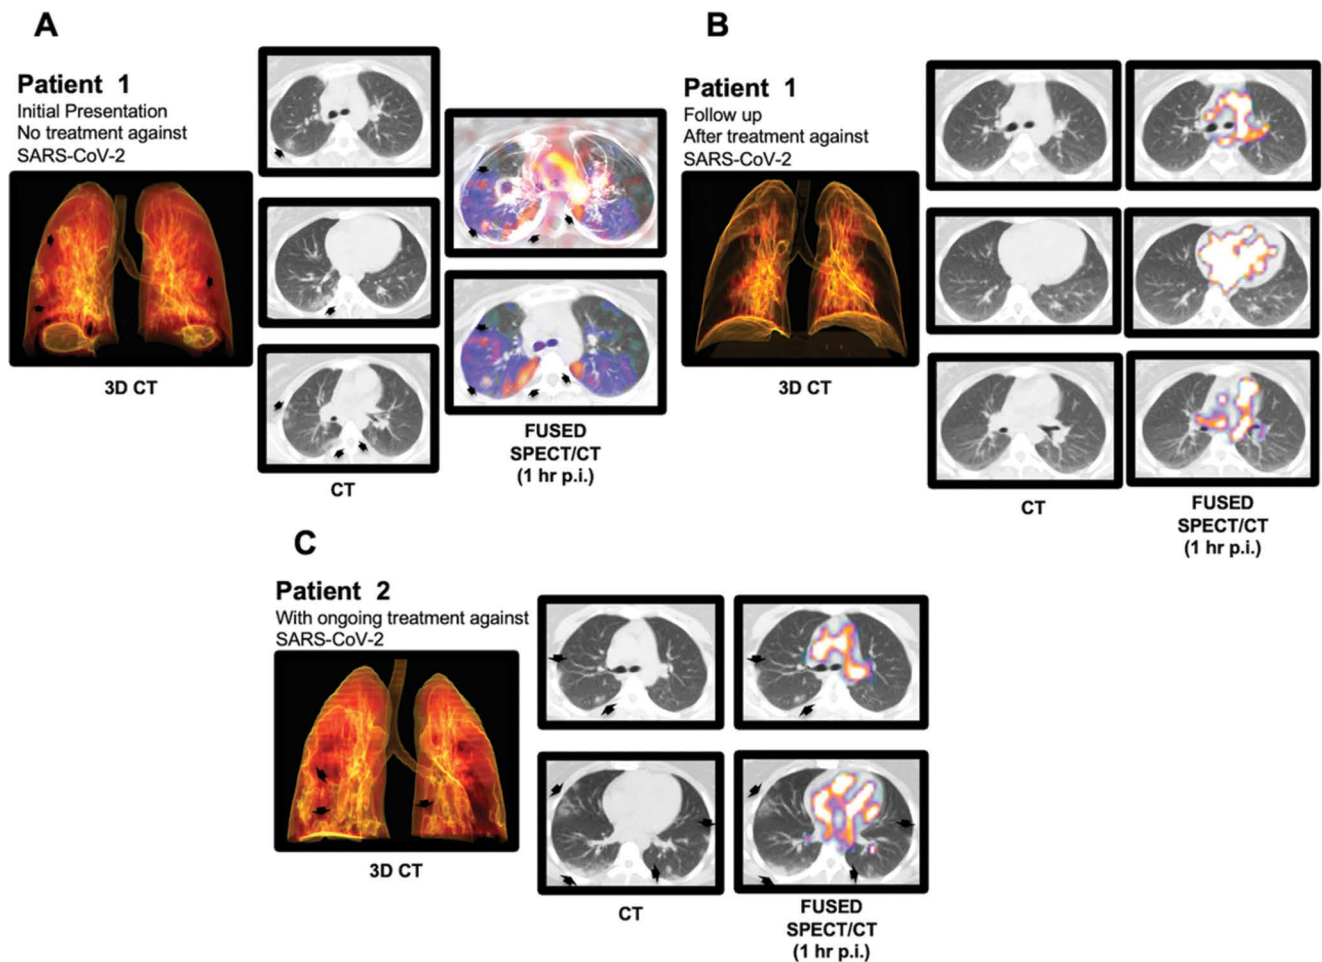 A
Patient 1
Initial Presentation
No treatment against
SARS-CoV-2
3D CT
CT
FUSED
SPECT/CT
(1 hr p.i.)
B
Patient 1
Follow up
After treatment against
SARS-CoV-2
3D CT
CT
FUSED
SPECT/CT
(1 hr p.i.)
C
Patient 2
With ongoing treatment against
SARS-CoV-2
3D CT
CT
FUSED
SPECT/CT
(1 hr p.i.)